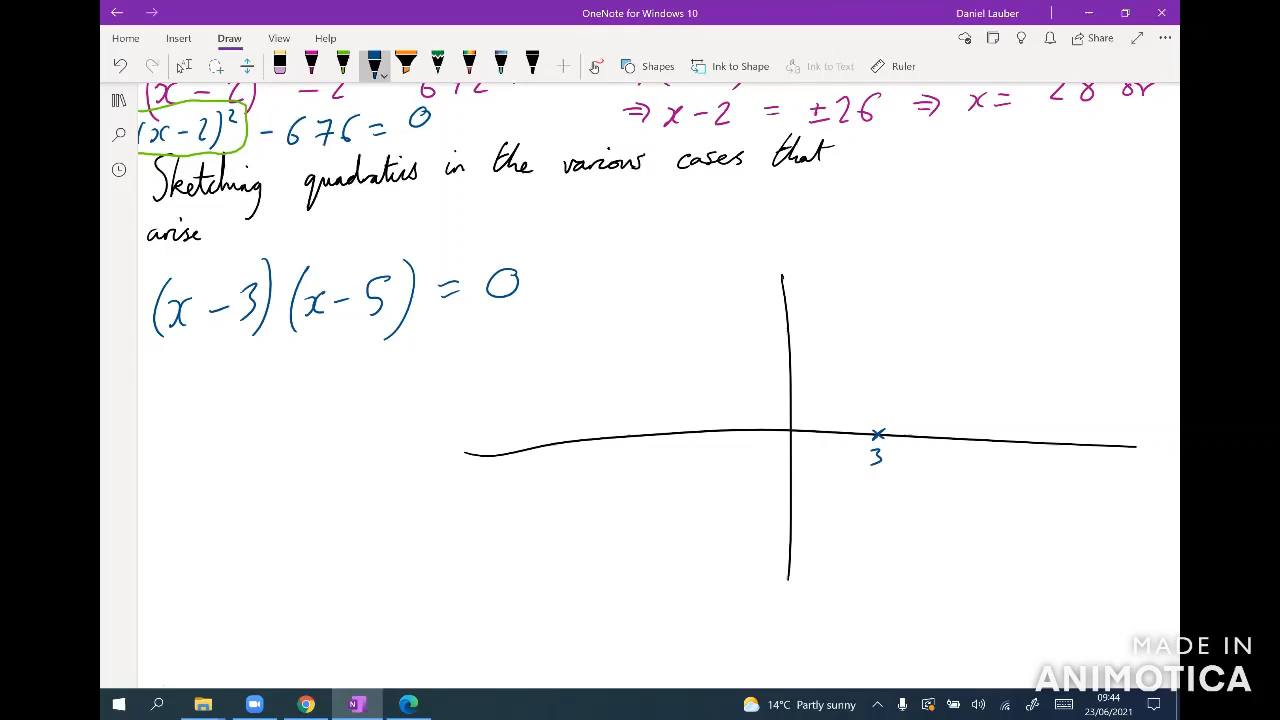 OneNote for Windows 10
Daniel Lauber
Home Insert Draw View Help
Share
Shapes Ink to Shape Ink to Text Ruler
(x - 2)² - 676 = 0
⇒ x - 2 = ±26 ⇒ x = 28 or
Sketching quadratics in the various cases that
arise
(x - 3)(x - 5) = 0
3
MADE IN
ANIMOTICA
14°C Partly sunny
09:44
23/06/2021